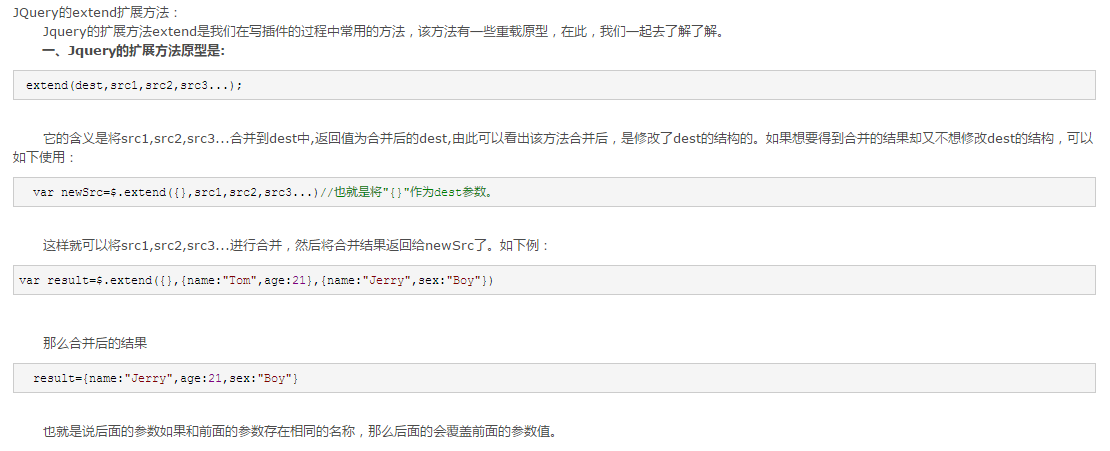 JQuery的extend扩展方法：
Jquery的扩展方法extend是我们在写插件的过程中常用的方法，该方法有一些重载原型，在此，我们一起去了解了解。
一、Jquery的扩展方法原型是:
extend(dest,src1,src2,src3...);
它的含义是将src1,src2,src3...合并到dest中,返回值为合并后的dest,由此可以看出该方法合并后，是修改了dest的结构的。如果想要得到合并的结果却又不想修改dest的结构，可以
如下使用：
var newSrc=$.extend({},src1,src2,src3...)//也就是将"{}"作为dest参数。
这样就可以将src1,src2,src3...进行合并，然后将合并结果返回给newSrc了。如下例：
var result=$.extend({},{name:"Tom",age:21},{name:"Jerry",sex:"Boy"})
那么合并后的结果
result={name:"Jerry",age:21,sex:"Boy"}
也就是说后面的参数如果和前面的参数存在相同的名称，那么后面的会覆盖前面的参数值。